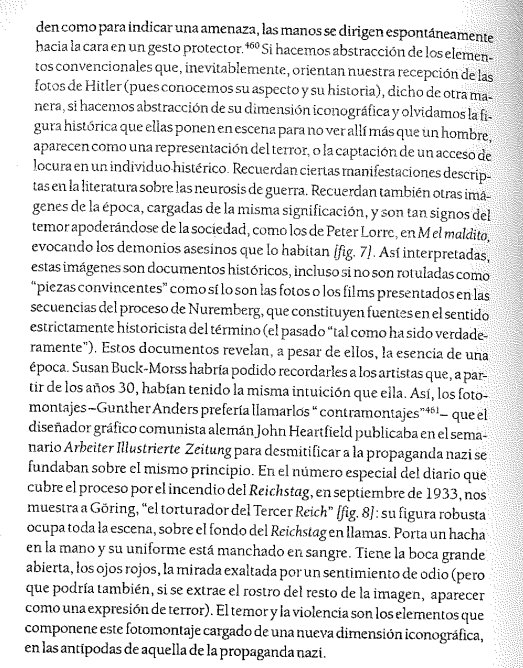 den como para indicar una amenaza, las manos se dirigen espontáneamente
hacia la cara en un gesto protector.⁴⁶⁰ Si hacemos abstracción de los elemen-
tos convencionales que, inevitablemente, orientan nuestra recepción de las
fotos de Hitler (pues conocemos su aspecto y su historia), dicho de otra ma-
nera, si hacemos abstracción de su dimensión iconográfica y olvidamos la fi-
gura histórica que ellas ponen en escena para no ver allí más que un hombre,
aparecen como una representación del terror, o la captación de un acceso de
locura en un individuo histérico. Recuerdan ciertas manifestaciones descrip-
tas en la literatura sobre las neurosis de guerra. Recuerdan también otras imá-
genes de la época, cargadas de la misma significación, y son tan signos del
temor apoderándose de la sociedad, como los de Peter Lorre, en M el maldito,
evocando los demonios asesinos que lo habitan [fig. 7]. Así interpretadas,
estas imágenes son documentos históricos, incluso si no son rotuladas como
"piezas convincentes" como sí lo son las fotos o los films presentados en las
secuencias del proceso de Nuremberg, que constituyen fuentes en el sentido
estrictamente historicista del término (el pasado "tal como ha sido verdade-
ramente"). Estos documentos revelan, a pesar de ellos, la esencia de una
época. Susan Buck-Morss habría podido recordarles a los artistas que, a par-
tir de los años 30, habían tenido la misma intuición que ella. Así, los foto-
montajes –Gunther Anders prefería llamarlos "contramontajes"⁴⁶¹– que el
diseñador gráfico comunista alemán John Heartfield publicaba en el sema-
nario Arbeiter Illustrierte Zeitung para desmitificar a la propaganda nazi se
fundaban sobre el mismo principio. En el número especial del diario que
cubre el proceso por el incendio del Reichstag, en septiembre de 1933, nos
muestra a Göring, "el torturador del Tercer Reich" [fig. 8]: su figura robusta
ocupa toda la escena, sobre el fondo del Reichstag en llamas. Porta un hacha
en la mano y su uniforme está manchado en sangre. Tiene la boca grande
abierta, los ojos rojos, la mirada exaltada por un sentimiento de odio (pero
que podría también, si se extrae el rostro del resto de la imagen, aparecer
como una expresión de terror). El temor y la violencia son los elementos que
componene este fotomontaje cargado de una nueva dimensión iconográfica,
en las antípodas de aquella de la propaganda nazi.